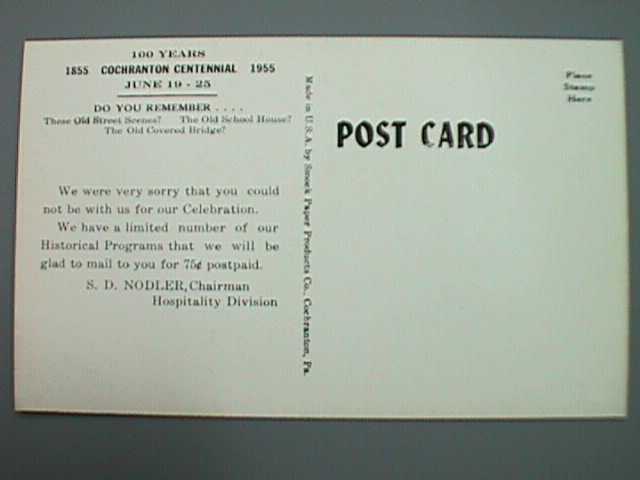 100 YEARS
1855 COCHRANTON CENTENNIAL 1955
JUNE 19 - 25
DO YOU REMEMBER . . . .
These Old Street Scenes? The Old School House?
The Old Covered Bridge?
We were very sorry that you could
not be with us for our Celebration.
We have a limited number of our
Historical Programs that we will be
glad to mail to you for 75¢ postpaid.
S. D. NODLER, Chairman
Hospitality Division
Made in U.S.A. by Smock Paper Products Co., Cochranton, Pa.
POST CARD
Place
Stamp
Here